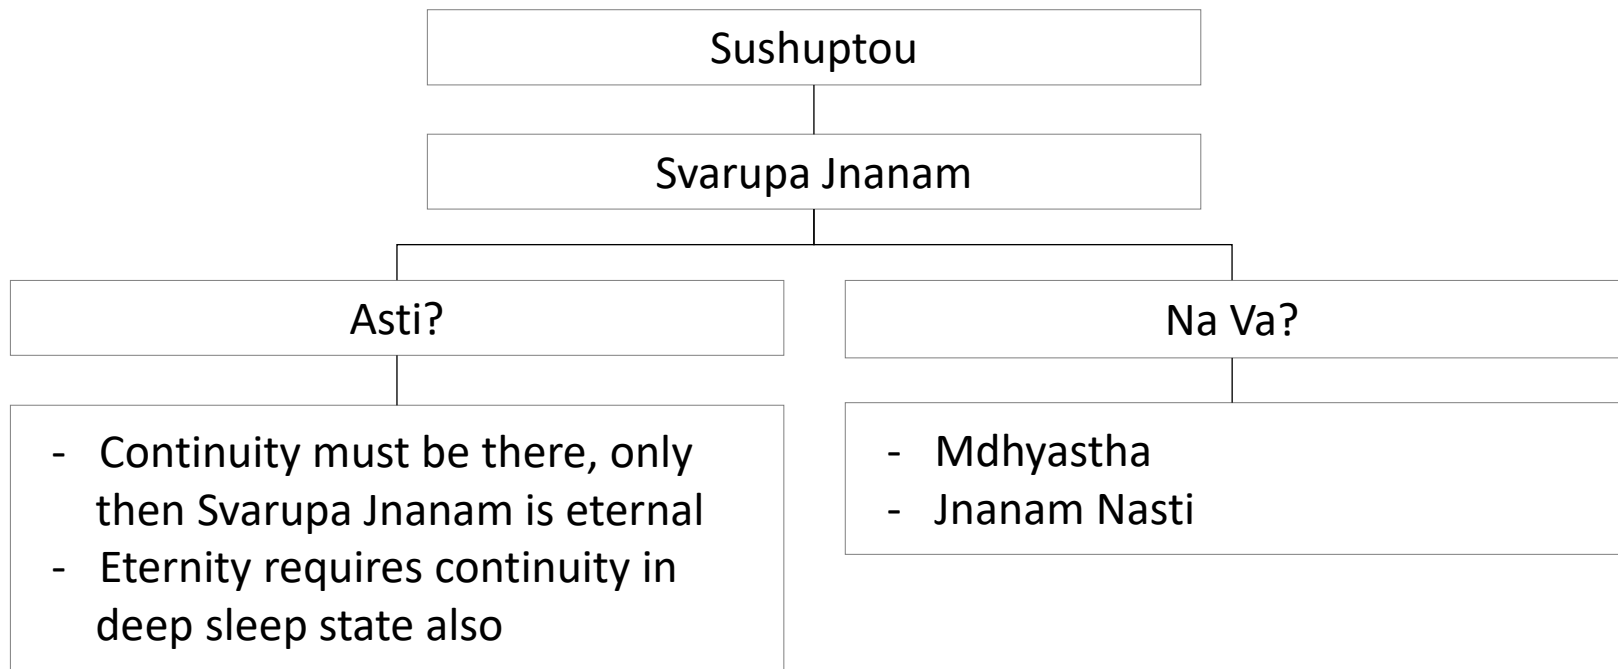 Sushuptou
Svarupa Jnanam
Asti?
Na Va?
- Continuity must be there, only
then Svarupa Jnanam is eternal
- Eternity requires continuity in
deep sleep state also
- Mdhyastha
- Jnanam Nasti